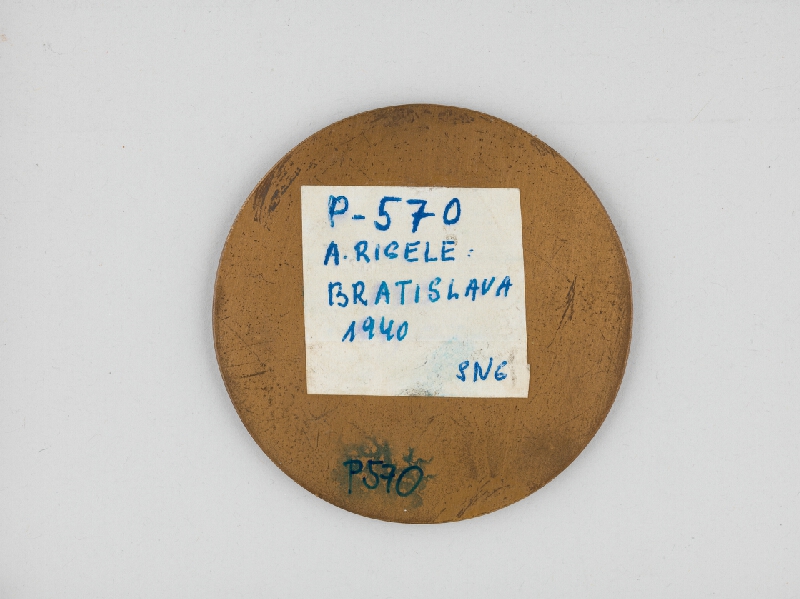 P-570
A. RIGELE:
BRATISLAVA
1940
SNG
P570